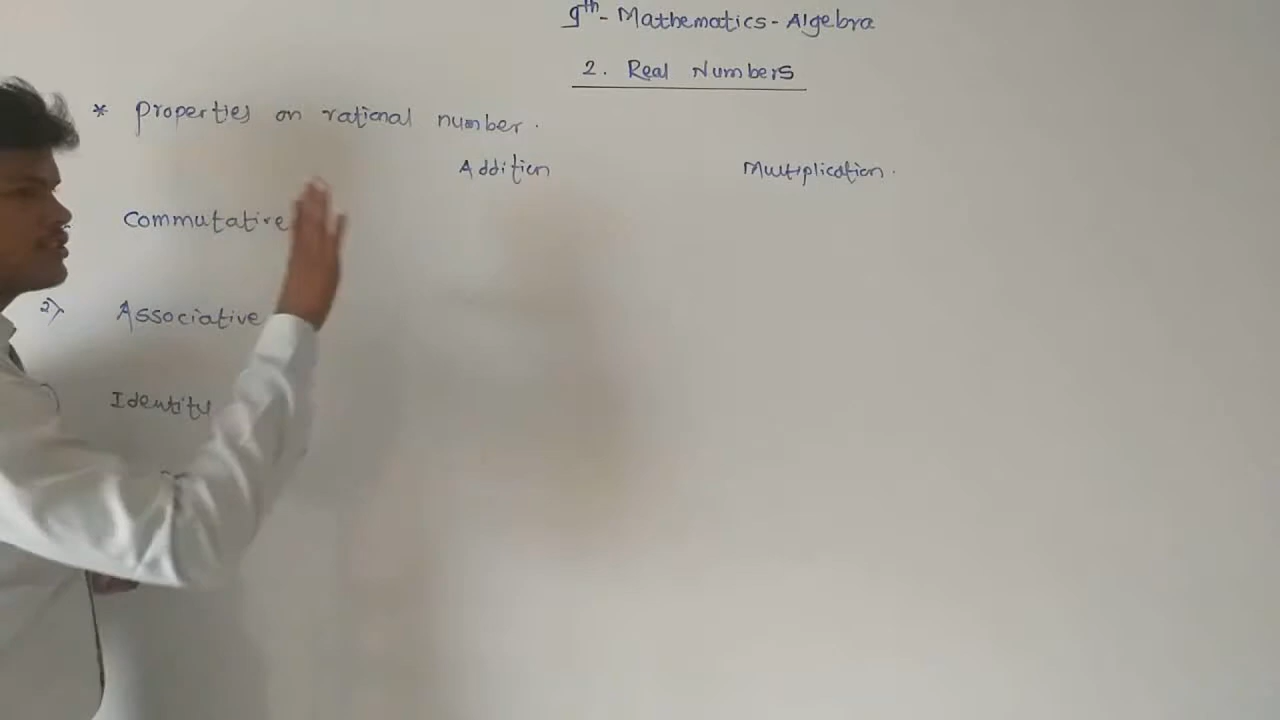 9th - Mathematics - Algebra
2. Real Numbers
* Properties on rational number.
Addition Multiplication.
Commutative
2) Associative
Identity